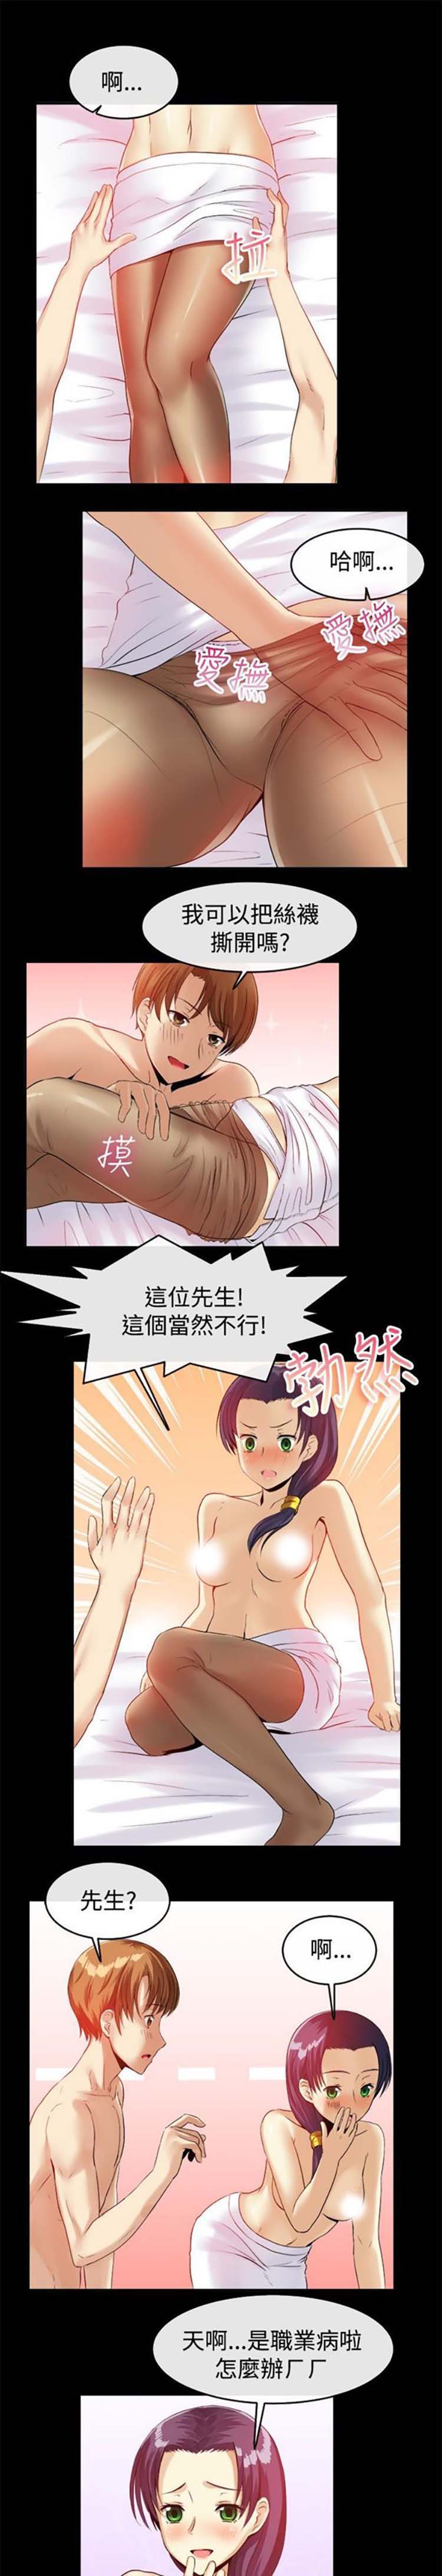 啊...
拉
哈啊...
愛撫
愛撫
我可以把絲襪
撕開嗎?
摸
這位先生!
這個當然不行!
勃然
先生?
啊...
天啊...是職業病啦
怎麼辦ㄏㄏ